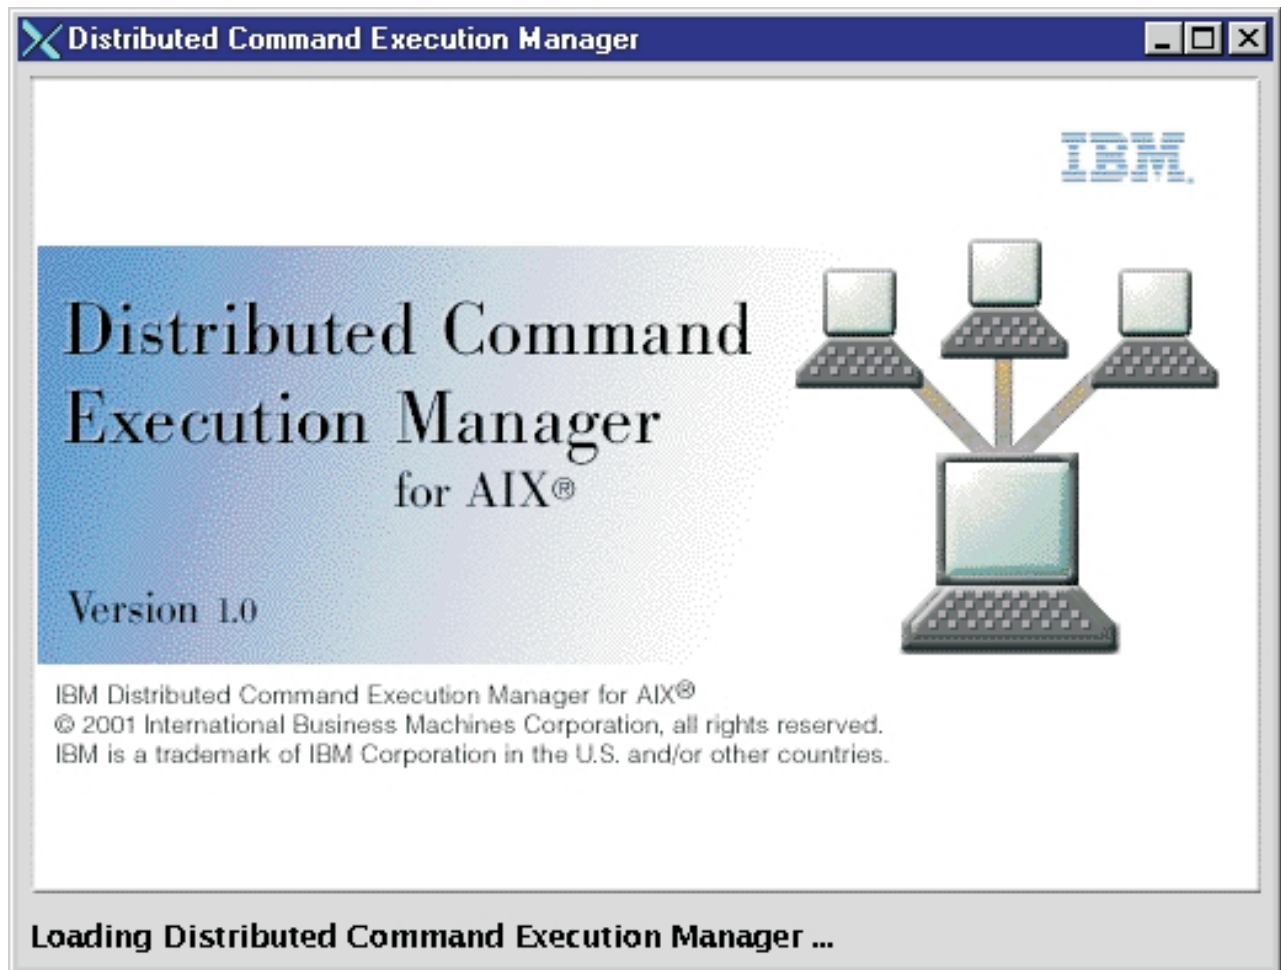 Distributed Command Execution Manager
IBM.
Distributed Command
Execution Manager
for AIX®
Version 1.0
IBM Distributed Command Execution Manager for AIX®
© 2001 International Business Machines Corporation, all rights reserved.
IBM is a trademark of IBM Corporation in the U.S. and/or other countries.
Loading Distributed Command Execution Manager ...